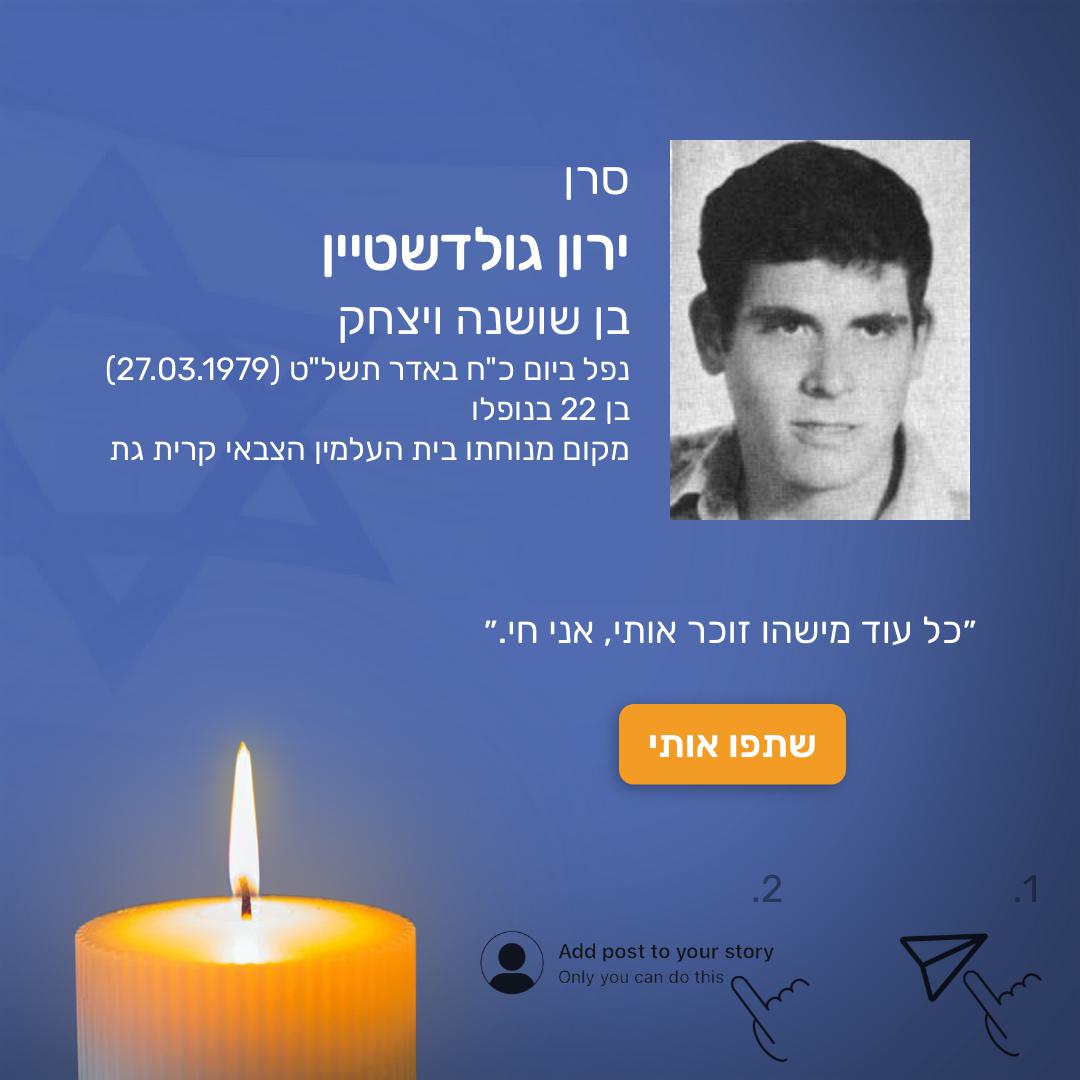 סרן
ירון גולדשטיין
בן שושנה ויצחק
נפל ביום כ"ח באדר תשל"ט (27.03.1979)
בן 22 בנופלו
מקום מנוחתו בית העלמין הצבאי קרית גת
״כל עוד מישהו זוכר אותי, אני חי.״
שתפו אותי
.1
.2
Add post to your story
Only you can do this